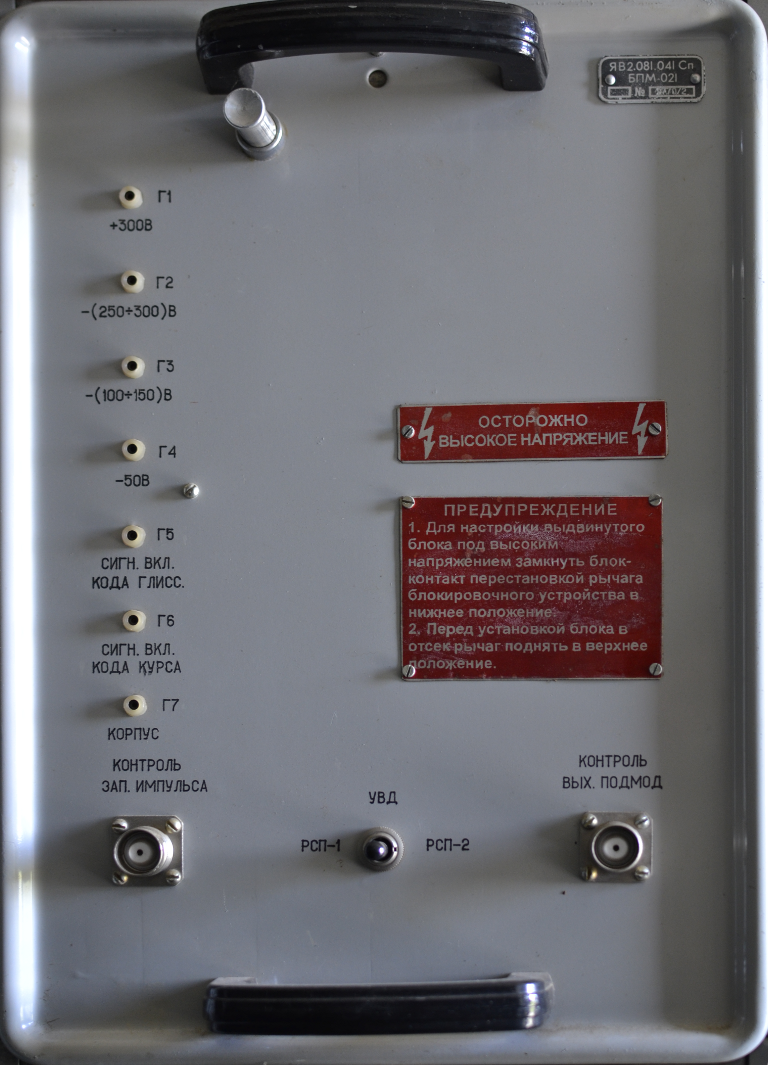 ЯВ2.081.041 Сп
БПМ-021
№
Г1
+300В
Г2
-(250÷300)В
Г3
-(100÷150)В
Г4
-50В
Г5
СИГН. ВКЛ.
КОДА ГЛИСС.
Г6
СИГН. ВКЛ.
КОДА КУРСА
Г7
КОРПУС
ОСТОРОЖНО
ВЫСОКОЕ НАПРЯЖЕНИЕ
ПРЕДУПРЕЖДЕНИЕ
1. Для настройки выдвинутого
блока под высоким
напряжением замкнуть блок-
контакт перестановкой рычага
блокировочного устройства в
нижнее положение.
2. Перед установкой блока в
отсек рычаг поднять в верхнее
положение.
КОНТРОЛЬ
ЗАП. ИМПУЛЬСА
УВД
РСП-1
РСП-2
КОНТРОЛЬ
ВЫХ. ПОДМОД